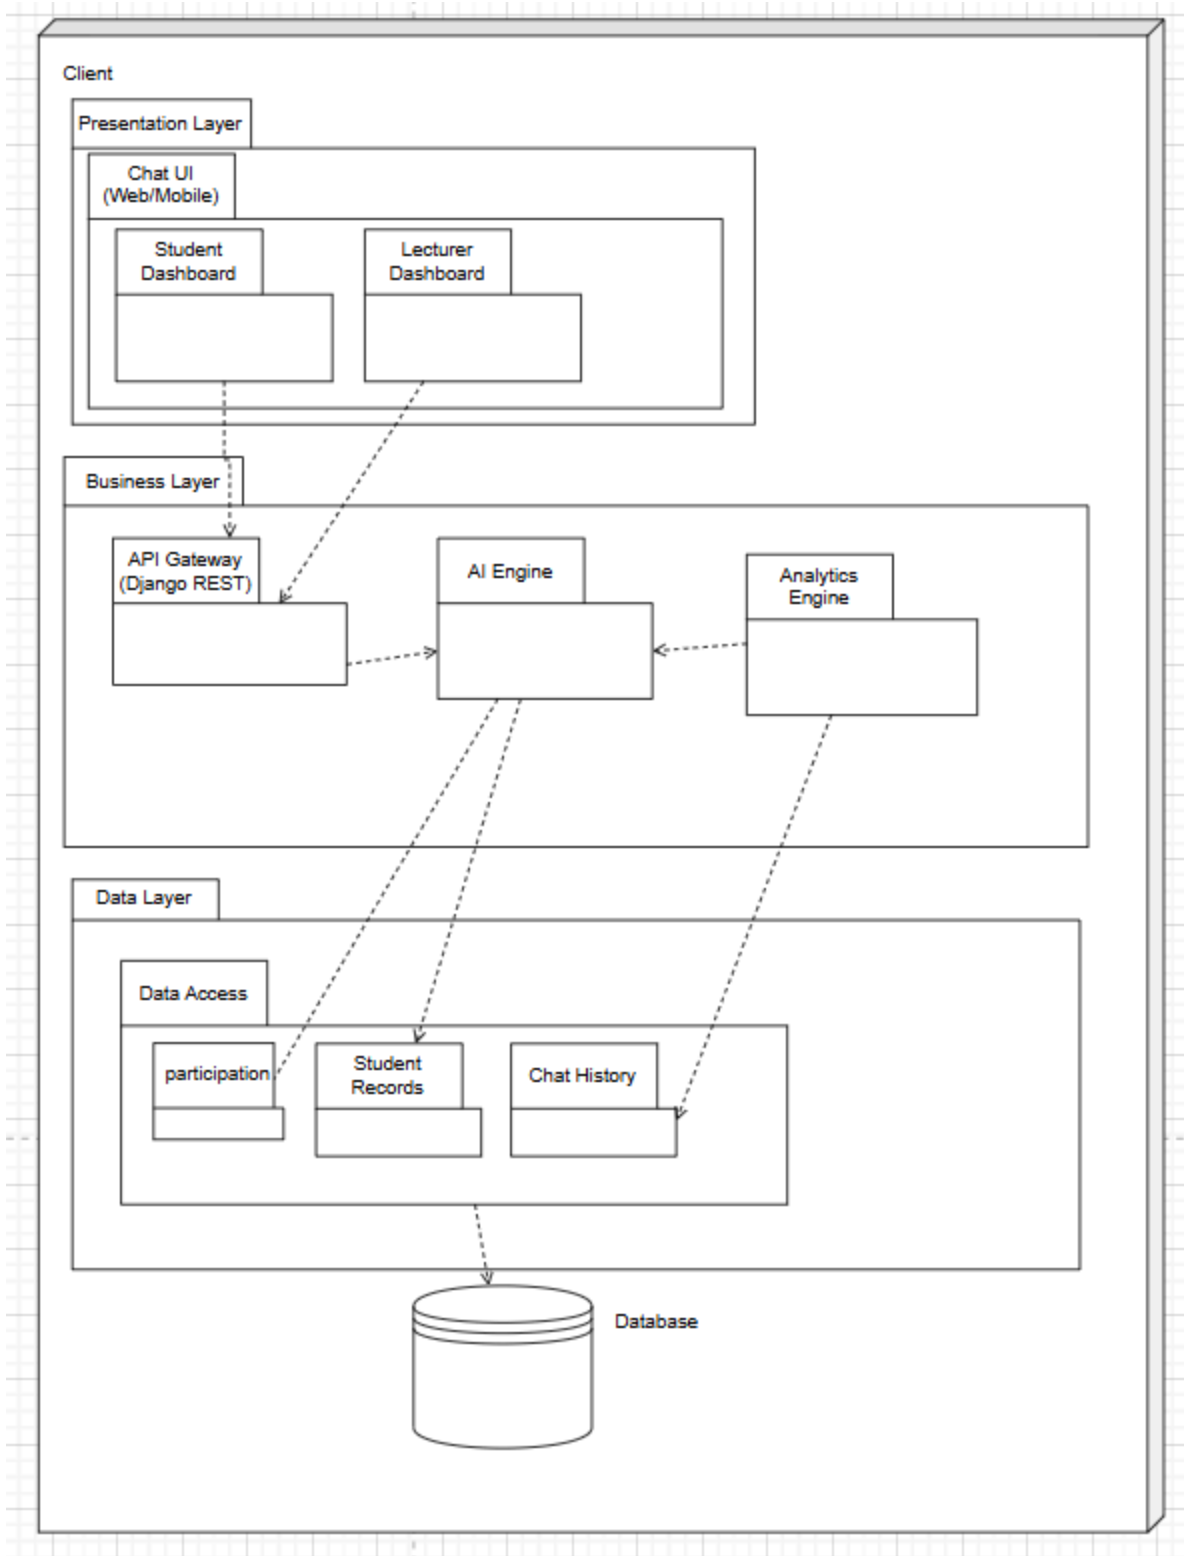 Client
Presentation Layer
Chat UI
(Web/Mobile)
Student
Dashboard
Lecturer
Dashboard
Business Layer
API Gateway
(Django REST)
AI Engine
Analytics
Engine
Data Layer
Data Access
participation
Student
Records
Chat History
Database